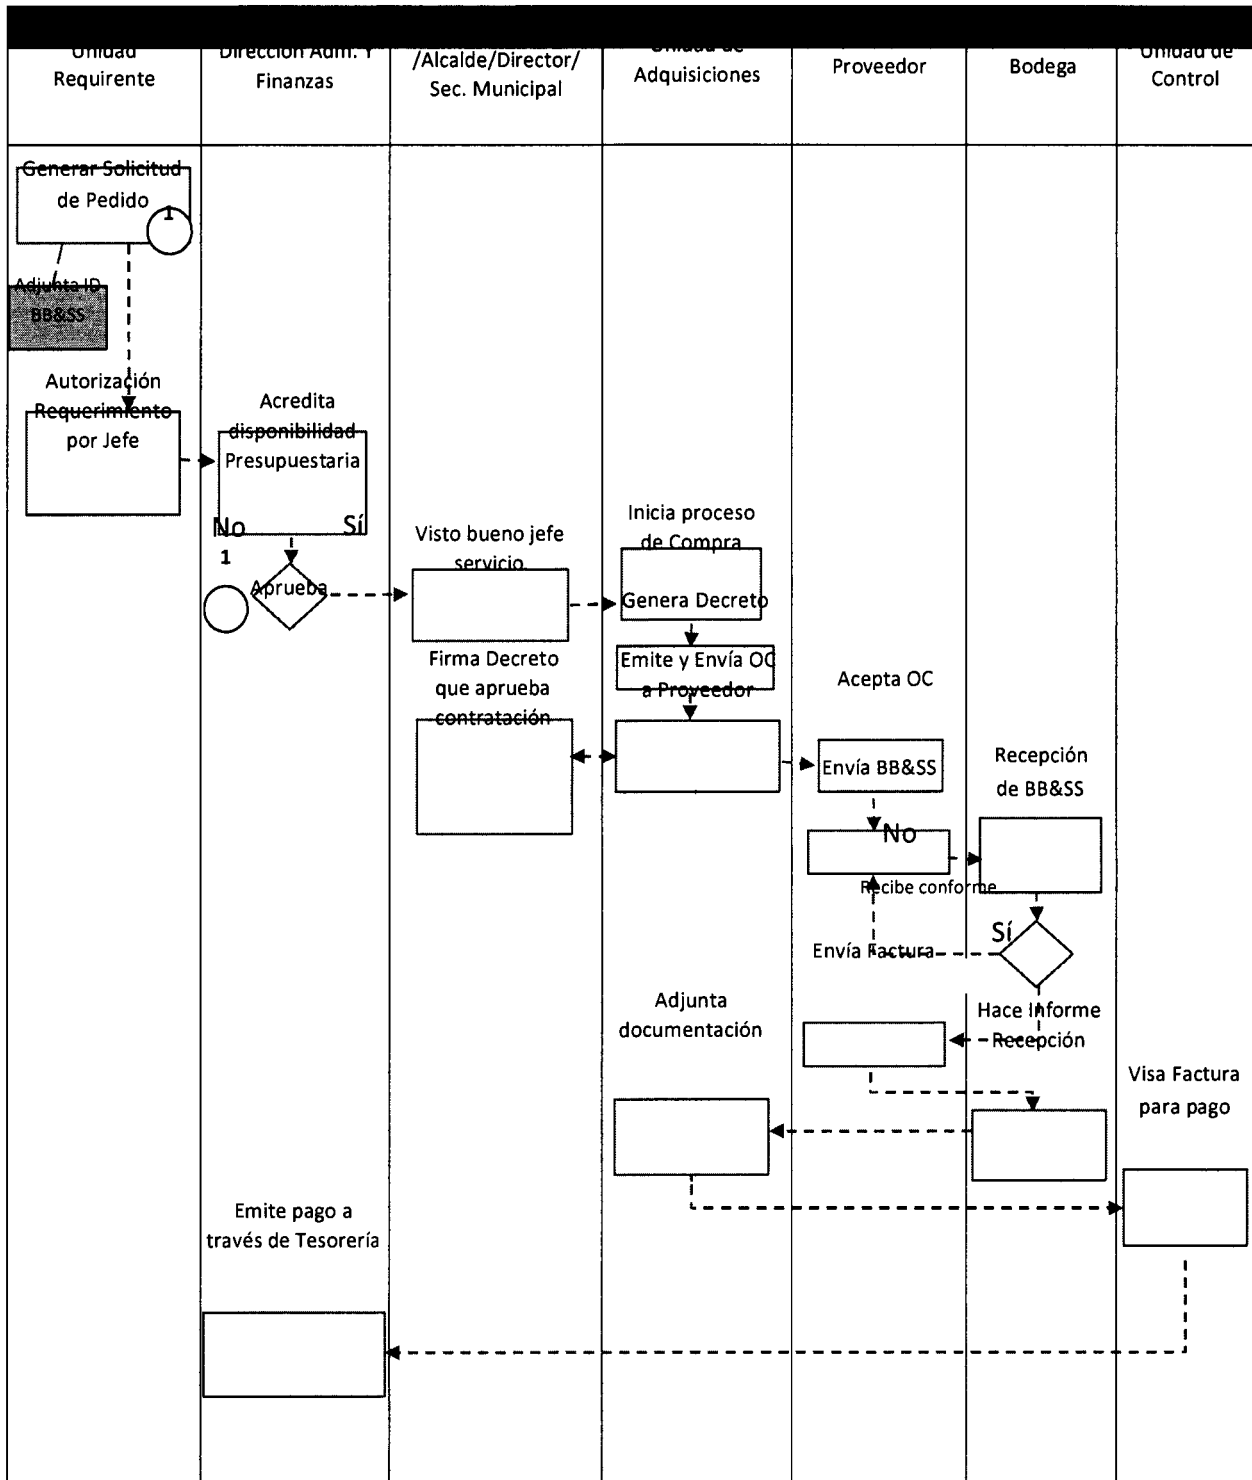 Unidad
Requirente
Dirección Adm. Y
Finanzas
/Alcalde/Director/
Sec. Municipal
Unidad de
Adquisiciones
Proveedor
Bodega
Unidad de
Control
Generar Solicitud
de Pedido
1
Adjunta ID
BB&SS
Autorización
Requerimiento
por Jefe
Acredita
disponibilidad
Presupuestaria
No
Sí
1
Aprueba
Visto bueno jefe
servicio
Inicia proceso
de Compra
Genera Decreto
Firma Decreto
que aprueba
contratación
Emite y Envía OC
a Proveedor
Acepta OC
Envía BB&SS
Recepción
de BB&SS
No
Recibe conforme
Sí
Envía Factura
Hace Informe
Recepción
Adjunta
documentación
Visa Factura
para pago
Emite pago a
través de Tesorería